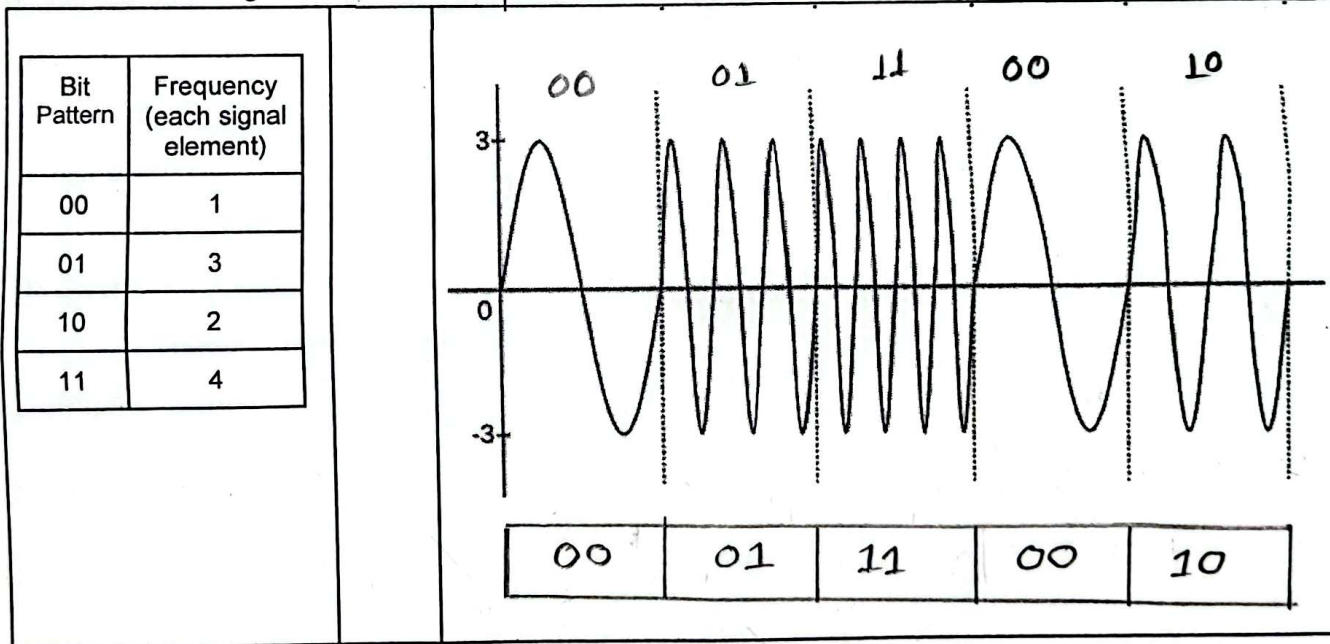 Bit Pattern | Frequency (each signal element)
00 | 1
01 | 3
10 | 2
11 | 4
00 01 11 00 10
3
0
-3
00 01 11 00 10